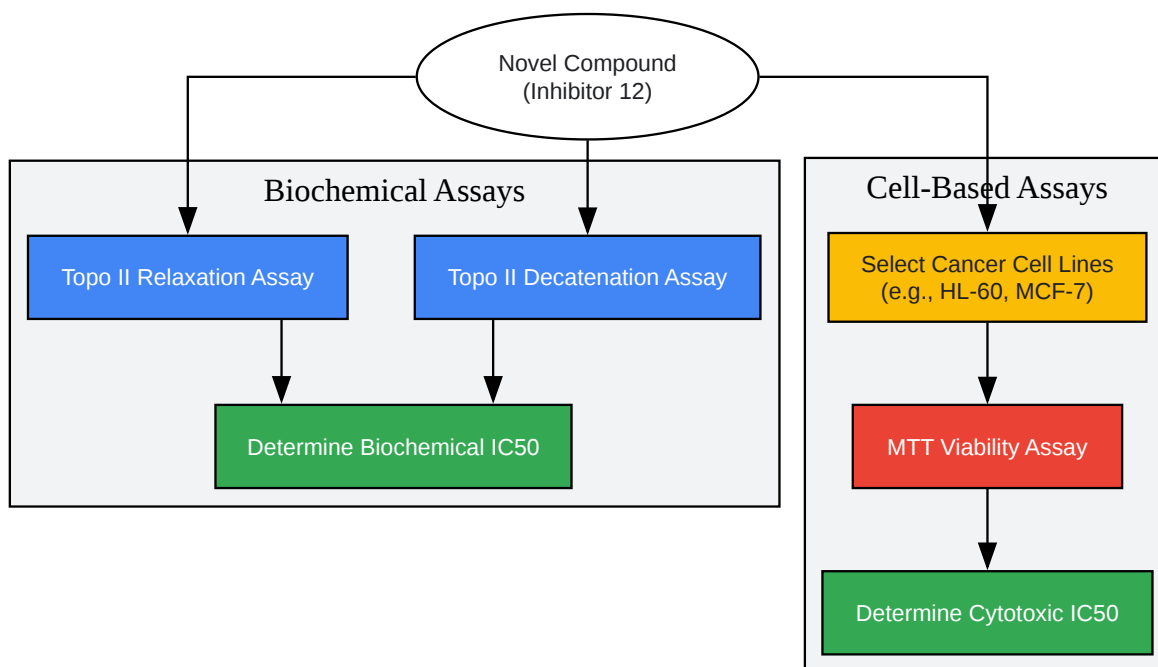 Novel Compound
(Inhibitor 12)
Biochemical Assays
Topo II Relaxation Assay
Topo II Decatenation Assay
Determine Biochemical IC50
Cell-Based Assays
Select Cancer Cell Lines
(e.g., HL-60, MCF-7)
MTT Viability Assay
Determine Cytotoxic IC50